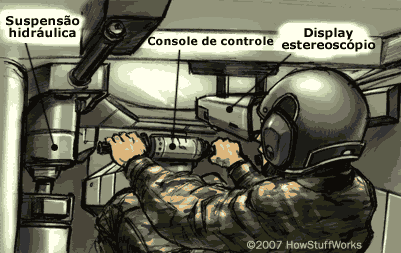 Suspensão
hidráulica
Console de controle
Display
estereoscópio
©2007 HowStuffWorks